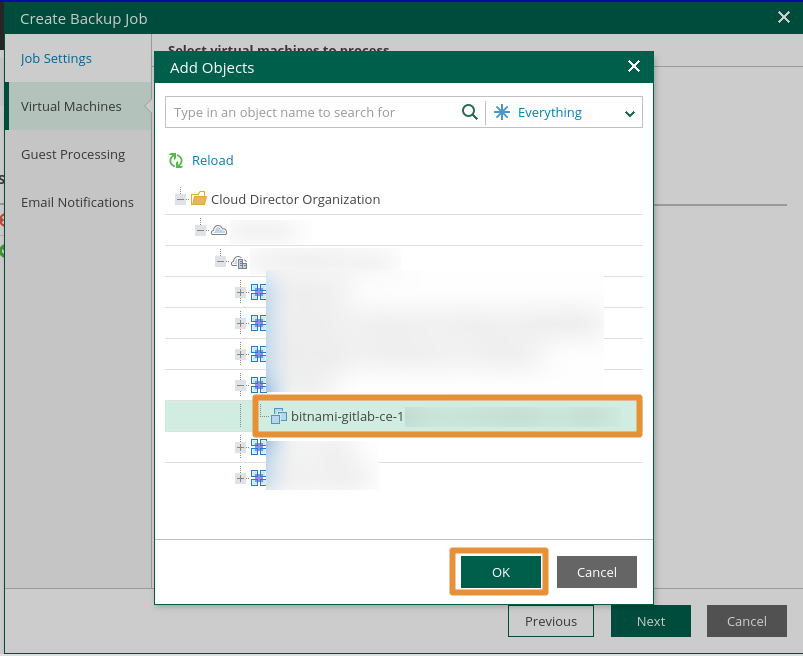 Create Backup Job
Job Settings
Select virtual machines to process
Virtual Machines
Guest Processing
Email Notifications
Add Objects
Type in an object name to search for
Everything
Reload
Cloud Director Organization
bitnami-gitlab-ce-1
OK
Cancel
Previous
Next
Cancel